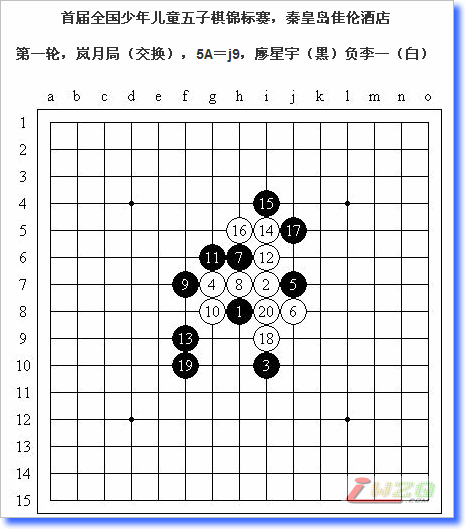 首届全国少年儿童五子棋锦标赛，秦皇岛佳伦酒店
第一轮，岚月局（交换），5A＝j9，廖星宇（黑）负李一（白）
a b c d e f g h i j k l m n o
1
2
3
4 15
5 16 14 17
6 11 7 12
7 9 4 8 2 5
8 10 1 20 6
9 13 18
10 19 3
11
12
13
14
15 iwzq .COM